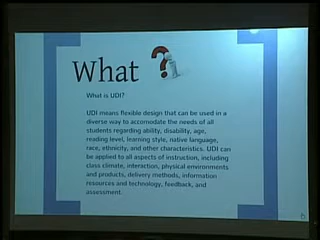 What
What is UDI?
UDI means flexible design that can be used in a
diverse way to accomodate the needs of all
students regarding ability, disability, age,
reading level, learning style, native language,
race, ethnicity, and other characteristics. UDI can
be applied to all aspects of instruction, including
class climate, interaction, physical environments
and products, delivery methods, information
resources and technology, feedback, and
assessment.